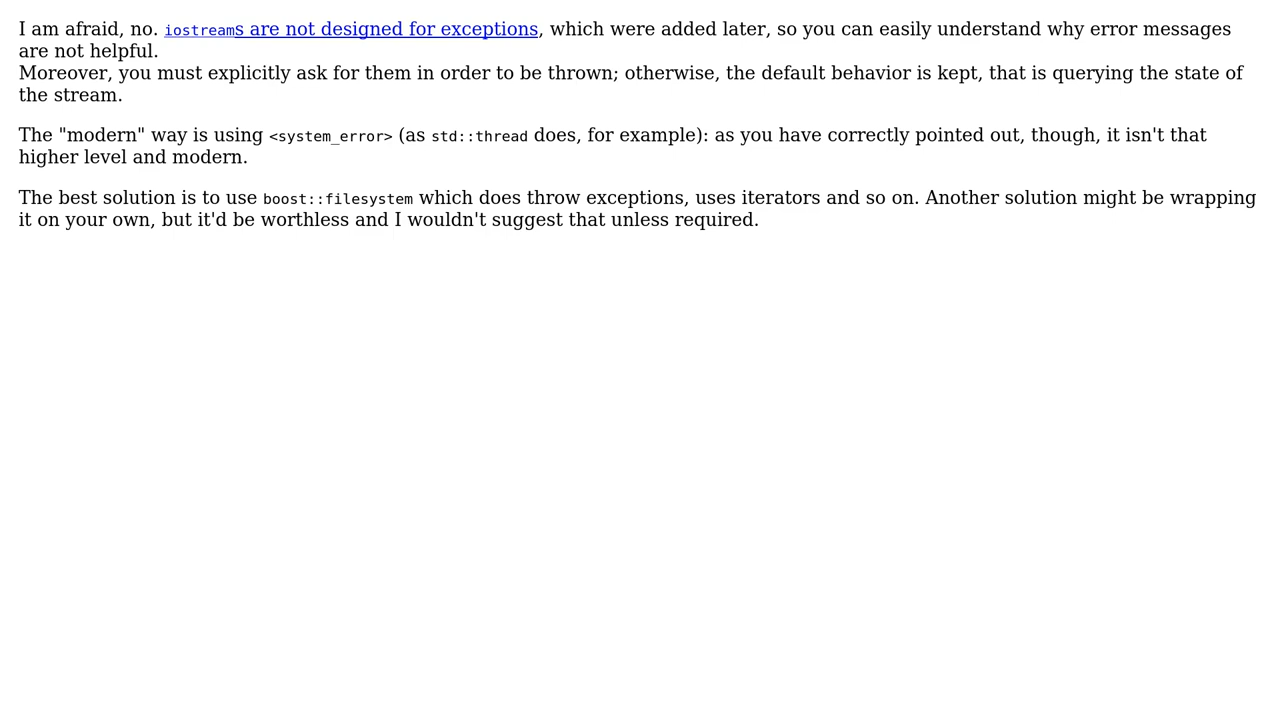 I am afraid, no. iostreams are not designed for exceptions, which were added later, so you can easily understand why error messages
are not helpful.
Moreover, you must explicitly ask for them in order to be thrown; otherwise, the default behavior is kept, that is querying the state of
the stream.
The "modern" way is using <system_error> (as std::thread does, for example): as you have correctly pointed out, though, it isn't that
higher level and modern.
The best solution is to use boost::filesystem which does throw exceptions, uses iterators and so on. Another solution might be wrapping
it on your own, but it'd be worthless and I wouldn't suggest that unless required.